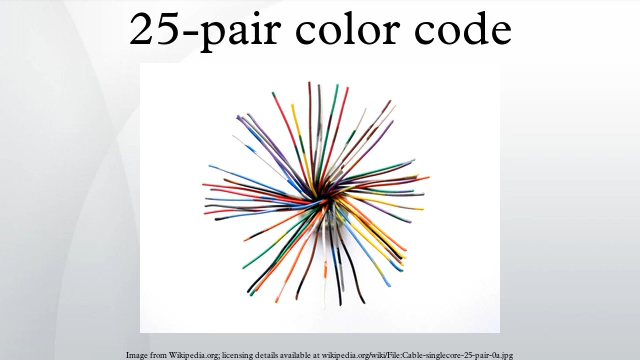 25-pair color code
Image from Wikipedia.org; licensing details available at wikipedia.org/wiki/File:Cable-singlecore-25-pair-0a.jpg